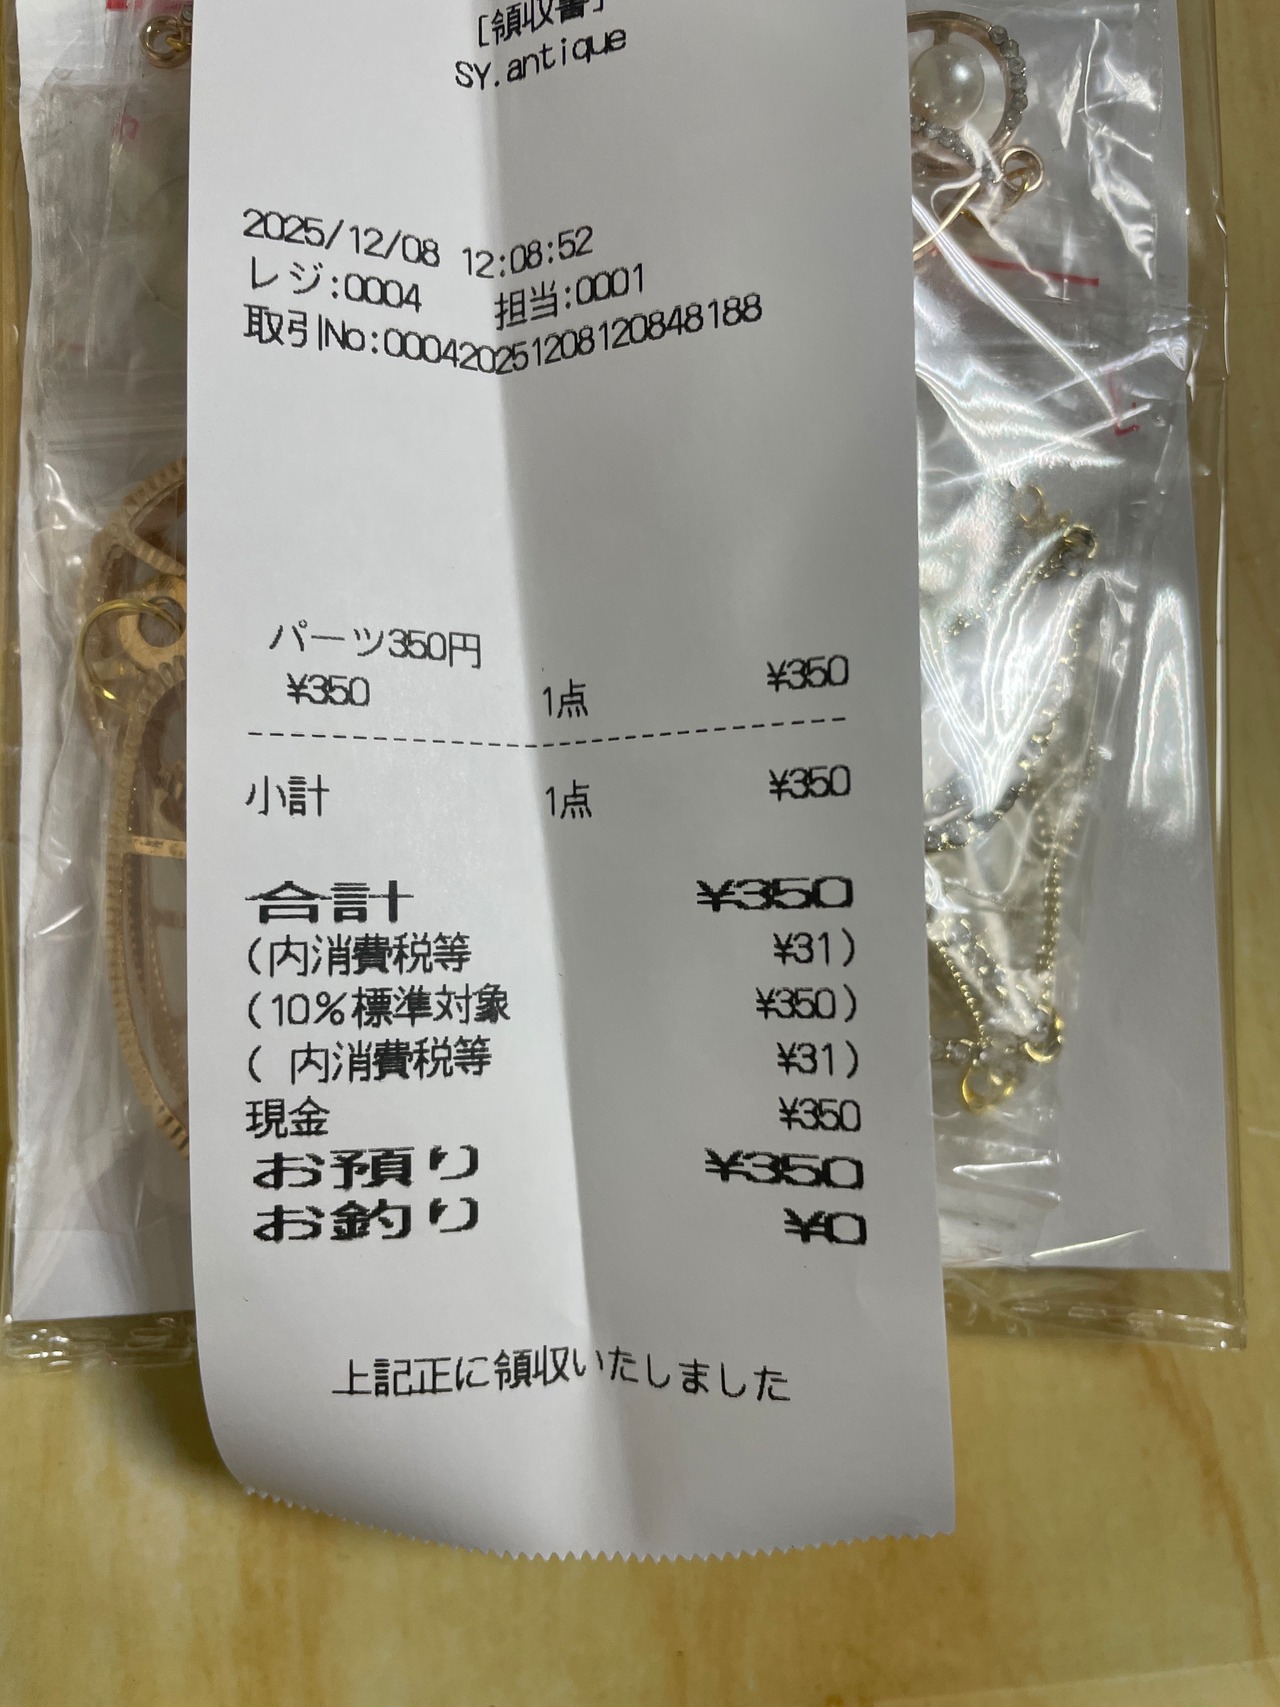 [領収書]
SY.antique
2025/12/08 12:08:52
レジ:0004 担当:0001
取引No:00042025120812084818​8
パーツ350円
¥350 1点 ¥350
小計 1点 ¥350
合計 ¥350
(内消費税等 ¥31)
(10%標準対象 ¥350)
( 内消費税等 ¥31)
現金 ¥350
お預り ¥350
お釣り ¥0
上記正に領収いたしました